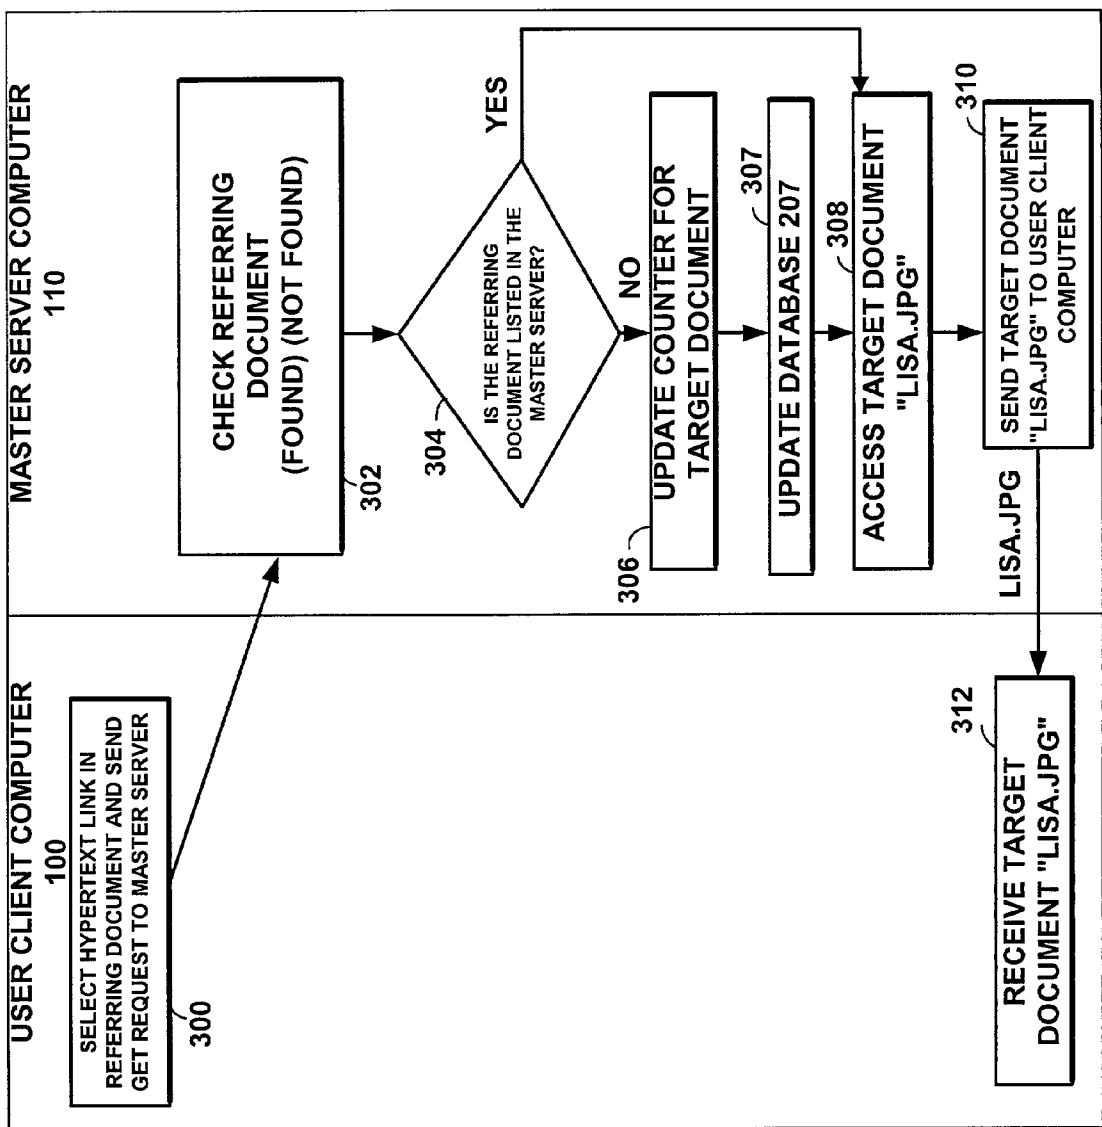 USER CLIENT COMPUTER
100
SELECT HYPERTEXT LINK IN
REFERRING DOCUMENT AND SEND
GET REQUEST TO MASTER SERVER
300
MASTER SERVER COMPUTER
110
CHECK REFERRING
DOCUMENT
(FOUND) (NOT FOUND)
302
304
IS THE REFERRING
DOCUMENT LISTED IN THE
MASTER SERVER?
YES
NO
306
UPDATE COUNTER FOR
TARGET DOCUMENT
307
UPDATE DATABASE 207
308
ACCESS TARGET DOCUMENT
"LISA.JPG"
310
SEND TARGET DOCUMENT
"LISA.JPG" TO USER CLIENT
COMPUTER
LISA.JPG
312
RECEIVE TARGET
DOCUMENT "LISA.JPG"